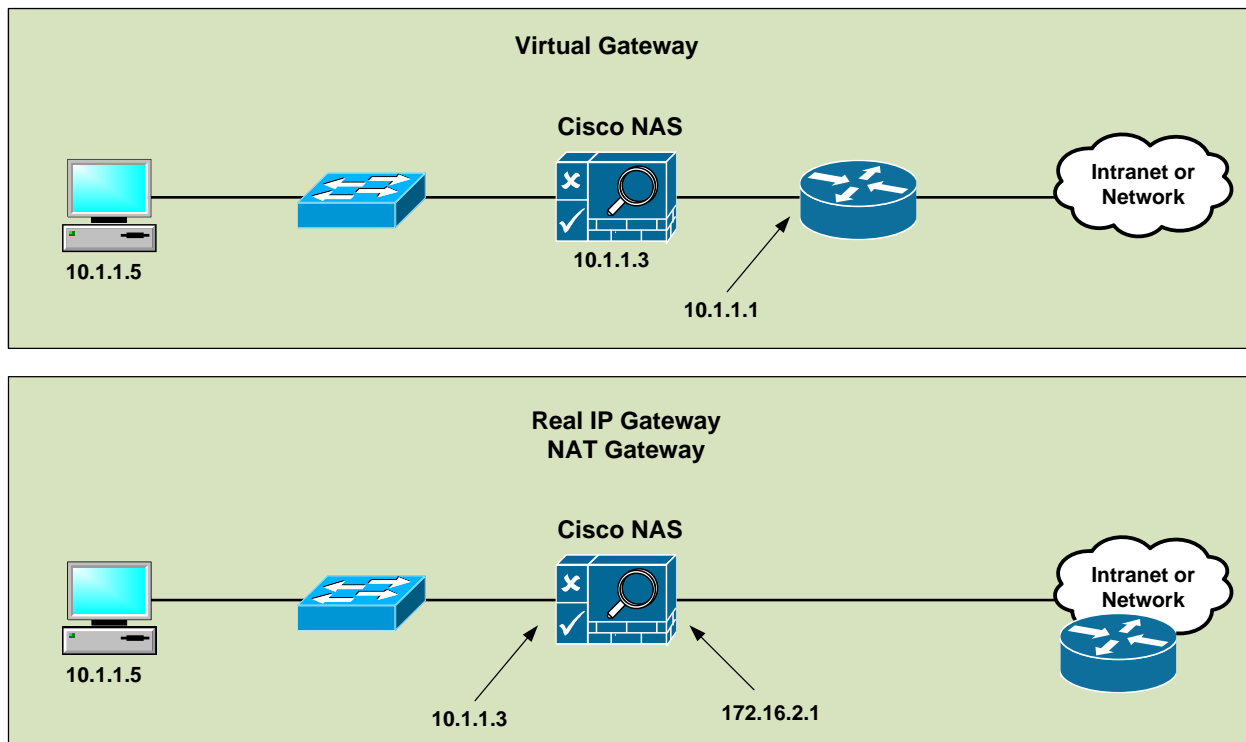 Virtual Gateway
Cisco NAS
Intranet or
Network
10.1.1.5
10.1.1.3
10.1.1.1
Real IP Gateway
NAT Gateway
Cisco NAS
Intranet or
Network
10.1.1.5
10.1.1.3
172.16.2.1